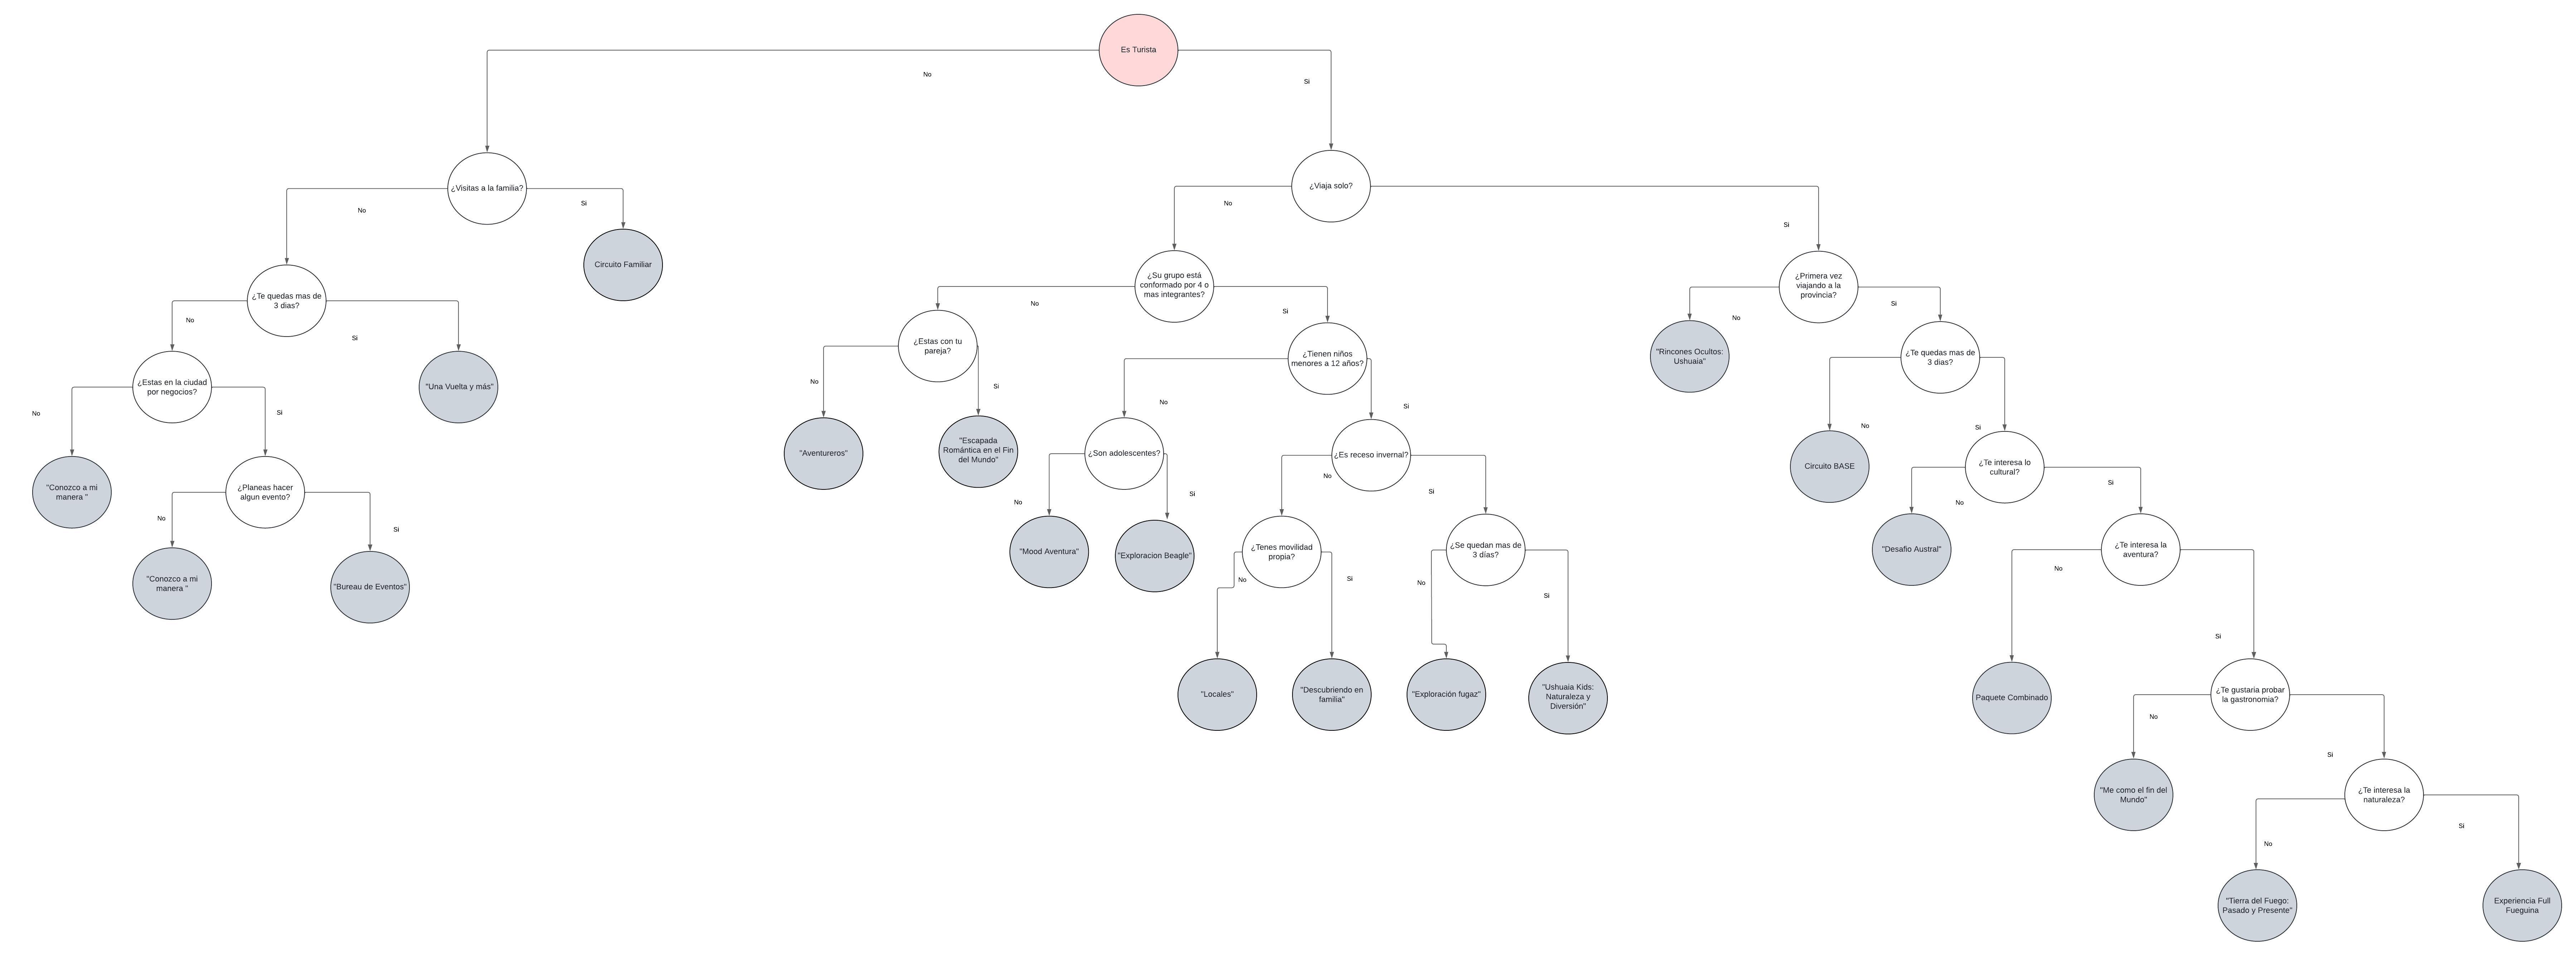 Es Turista
No
Si
¿Visitas a la familia?
¿Viaja solo?
No
Si
No
Si
Circuito Familiar
¿Su grupo está
conformado por 4 o
mas integrantes?
¿Primera vez
viajando a la
provincia?
¿Te quedas mas de
3 dias?
No
Si
No
Si
No
Si
¿Estas con tu
pareja?
¿Tienen niños
menores a 12 años?
"Rincones Ocultos:
Ushuaia"
¿Te quedas mas de
3 dias?
¿Estas en la ciudad
por negocios?
"Una Vuelta y más"
No
Si
No
Si
No
Si
No
Si
"Aventureros"
"Escapada
Romántica en el Fin
del Mundo"
¿Son adolescentes?
¿Es receso invernal?
Circuito BASE
¿Te interesa lo
cultural?
"Conozco a mi
manera "
¿Planeas hacer
algun evento?
No
Si
No
Si
No
Si
No
Si
"Conozco a mi
manera "
"Bureau de Eventos"
"Mood Aventura"
"Exploracion Beagle"
¿Tenes movilidad
propia?
¿Se quedan mas de
3 días?
"Desafio Austral"
¿Te interesa la
aventura?
No
Si
No
Si
No
Si
"Locales"
"Descubriendo en
familia"
"Exploración fugaz"
"Ushuaia Kids:
Naturaleza y
Diversión"
Paquete Combinado
¿Te gustaria probar
la gastronomia?
No
Si
"Me como el fin del
Mundo"
¿Te interesa la
naturaleza?
No
Si
"Tierra del Fuego:
Pasado y Presente"
Experiencia Full
Fueguina